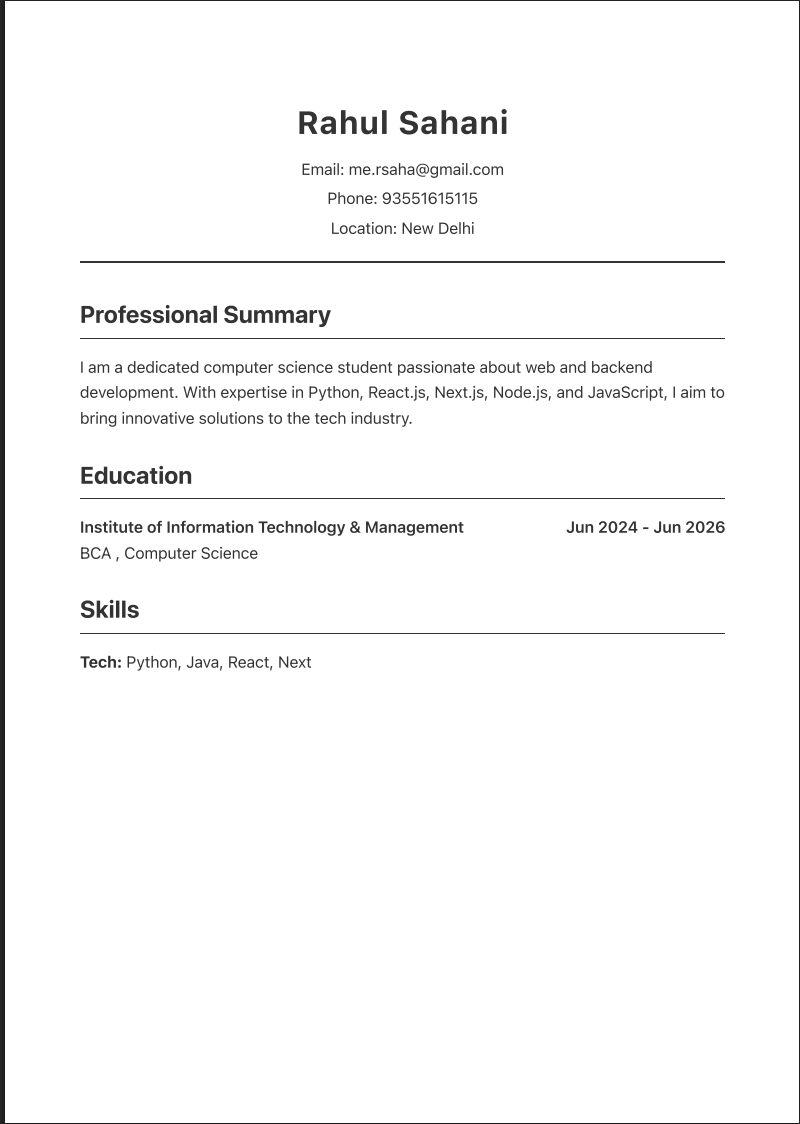 Rahul Sahani
Email: me.rsaha@gmail.com
Phone: 93551615115
Location: New Delhi
Professional Summary
I am a dedicated computer science student passionate about web and backend
development. With expertise in Python, React.js, Next.js, Node.js, and JavaScript, I aim to
bring innovative solutions to the tech industry.
Education
Institute of Information Technology & Management Jun 2024 - Jun 2026
BCA , Computer Science
Skills
Tech: Python, Java, React, Next